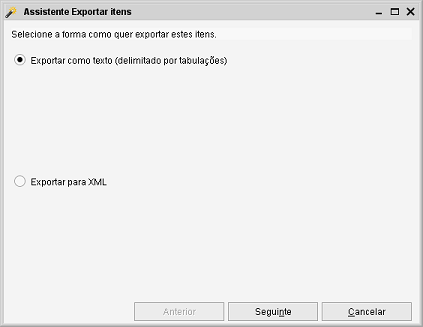 Assistente Exportar itens
Selecione a forma como quer exportar estes itens.
Exportar como texto (delimitado por tabulações)
Exportar para XML
Anterior
Seguinte
Cancelar